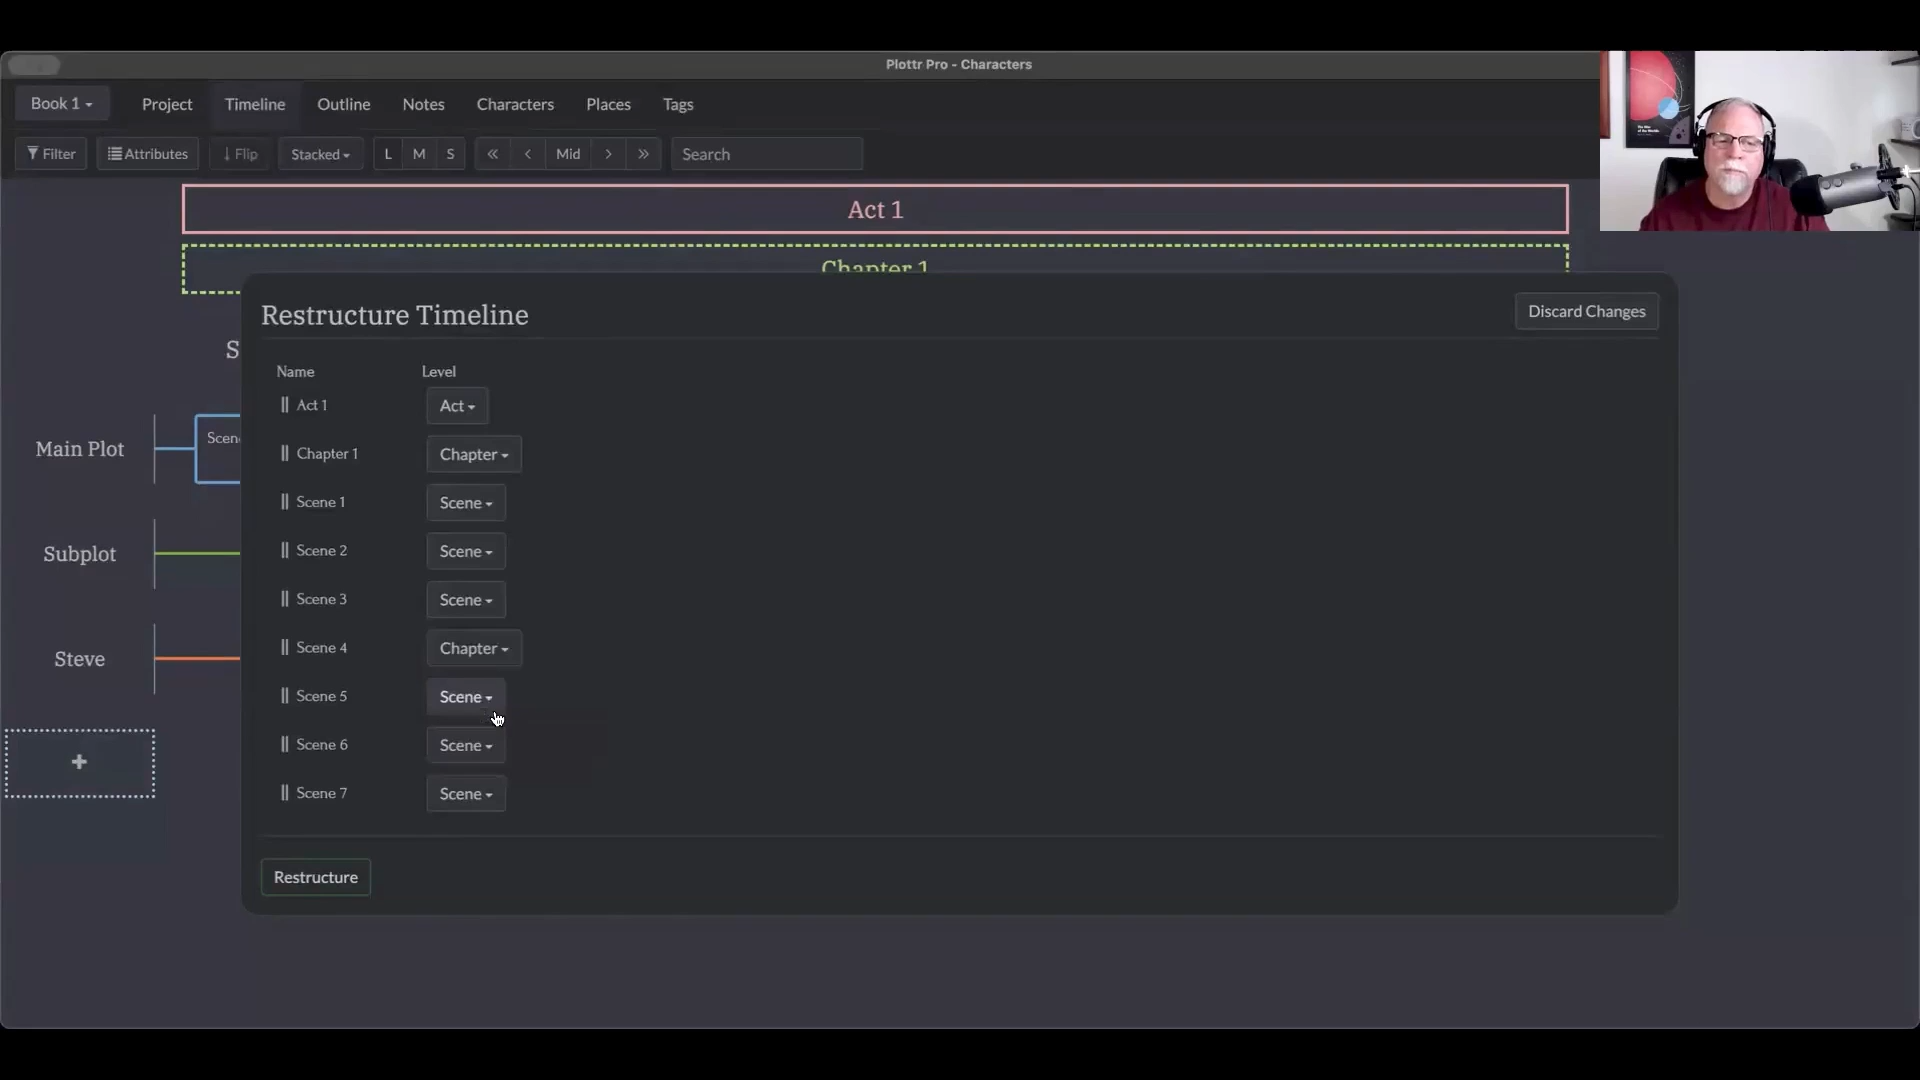 Plottr Pro - Characters
Book 1
Project
Timeline
Outline
Notes
Characters
Places
Tags
Filter
Attributes
Flip
Stacked
L
M
S
Mid
Search
Act 1
Chapter 1
Restructure Timeline
Discard Changes
S
Name Level
Act 1 Act
Chapter 1 Chapter
Main Plot
Scen
Scene 1 Scene
Scene 2 Scene
Subplot
Scene 3 Scene
Scene 4 Chapter
Steve
Scene 5 Scene
Scene 6 Scene
Scene 7 Scene
Restructure